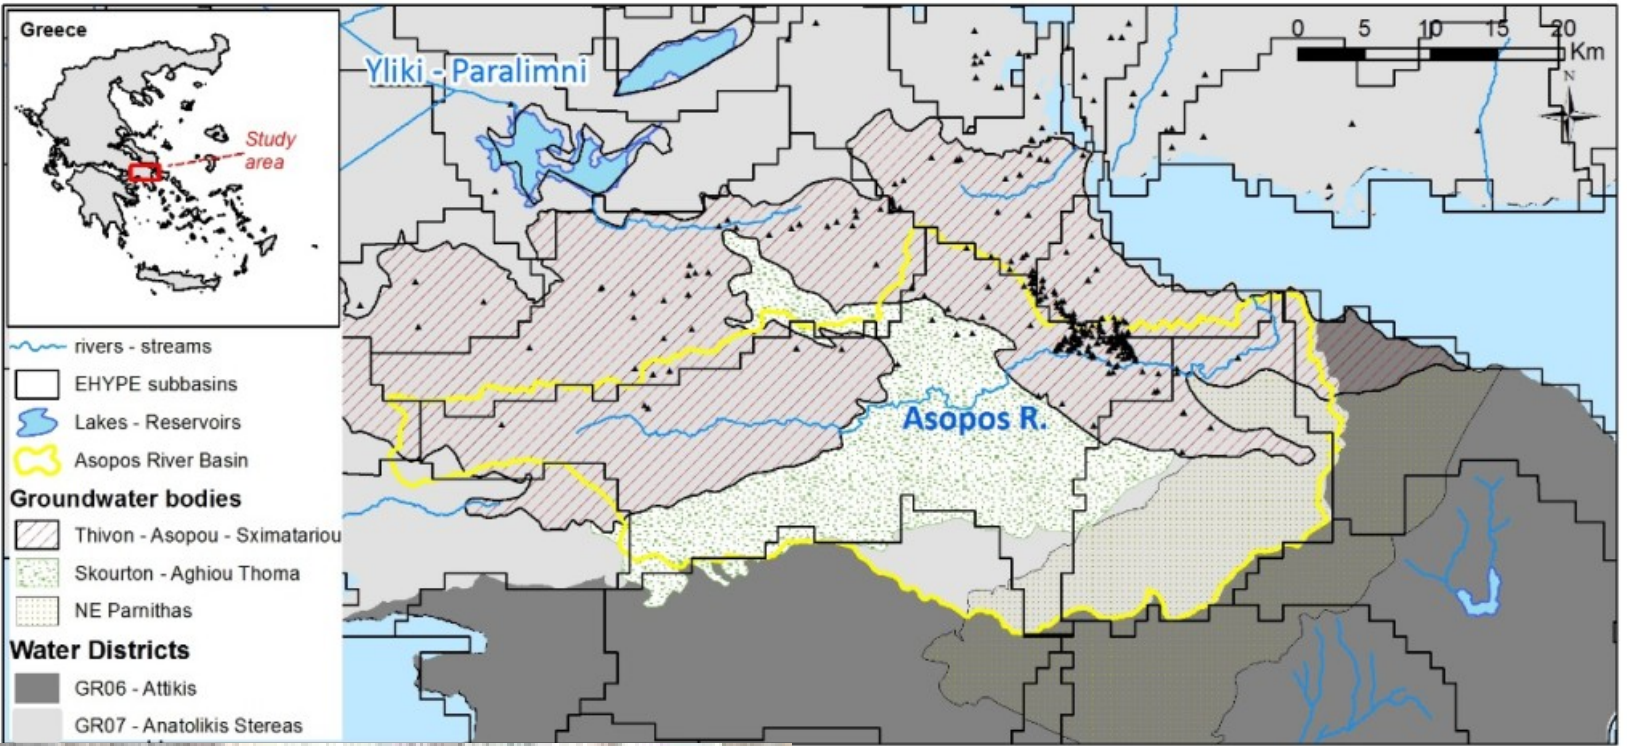 Greece
Study
area
Yliki - Paralimni
0 5 10 15 20
Km
N
Asopos R.
rivers - streams
EHYPE subbasins
Lakes - Reservoirs
Asopos River Basin
Groundwater bodies
Thivon - Asopou - Sximatariou
Skourton - Aghiou Thoma
NE Parnithas
Water Districts
GR06 - Attikis
GR07 - Anatolikis Stereas